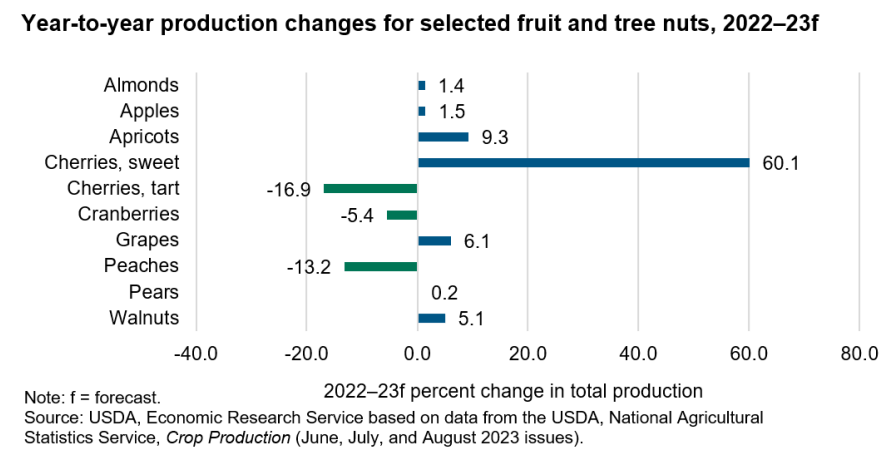 Year-to-year production changes for selected fruit and tree nuts, 2022–23f
Almonds 1.4
Apples 1.5
Apricots 9.3
Cherries, sweet 60.1
Cherries, tart -16.9
Cranberries -5.4
Grapes 6.1
Peaches -13.2
Pears 0.2
Walnuts 5.1
-40.0 -20.0 0.0 20.0 40.0 60.0 80.0
2022–23f percent change in total production
Note: f = forecast.
Source: USDA, Economic Research Service based on data from the USDA, National Agricultural
Statistics Service, Crop Production (June, July, and August 2023 issues).